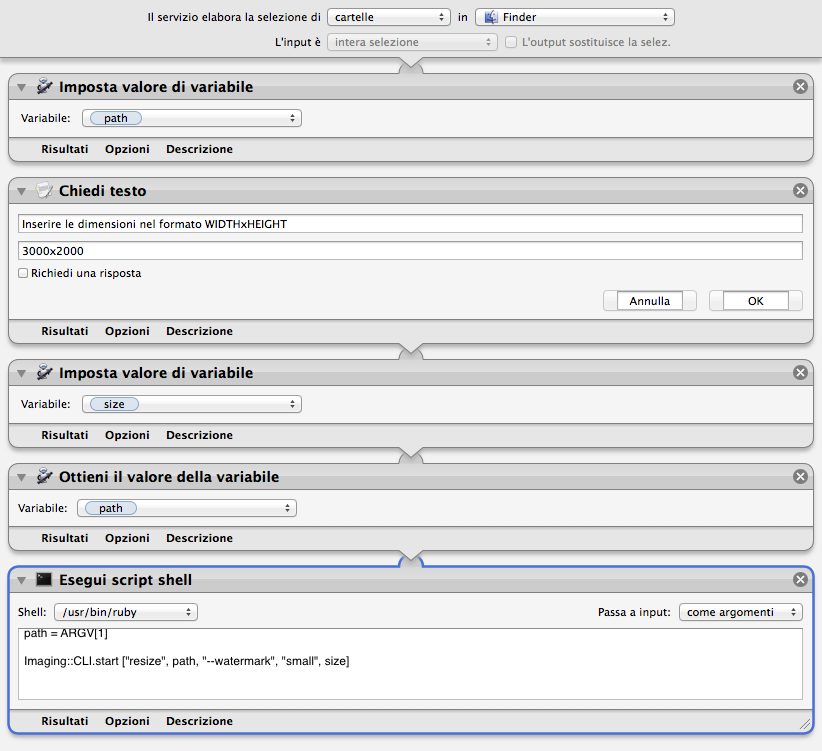 Il servizio elabora la selezione di cartelle in Finder
L'input è intera selezione L'output sostituisce la selez.
Imposta valore di variabile
Variabile: path
Risultati Opzioni Descrizione
Chiedi testo
Inserire le dimensioni nel formato WIDTHxHEIGHT
3000x2000
Richiedi una risposta
Annulla OK
Risultati Opzioni Descrizione
Imposta valore di variabile
Variabile: size
Risultati Opzioni Descrizione
Ottieni il valore della variabile
Variabile: path
Risultati Opzioni Descrizione
Esegui script shell
Shell: /usr/bin/ruby Passa a input: come argomenti
path = ARGV[1]
Imaging::CLI.start ["resize", path, "--watermark", "small", size]
Risultati Opzioni Descrizione